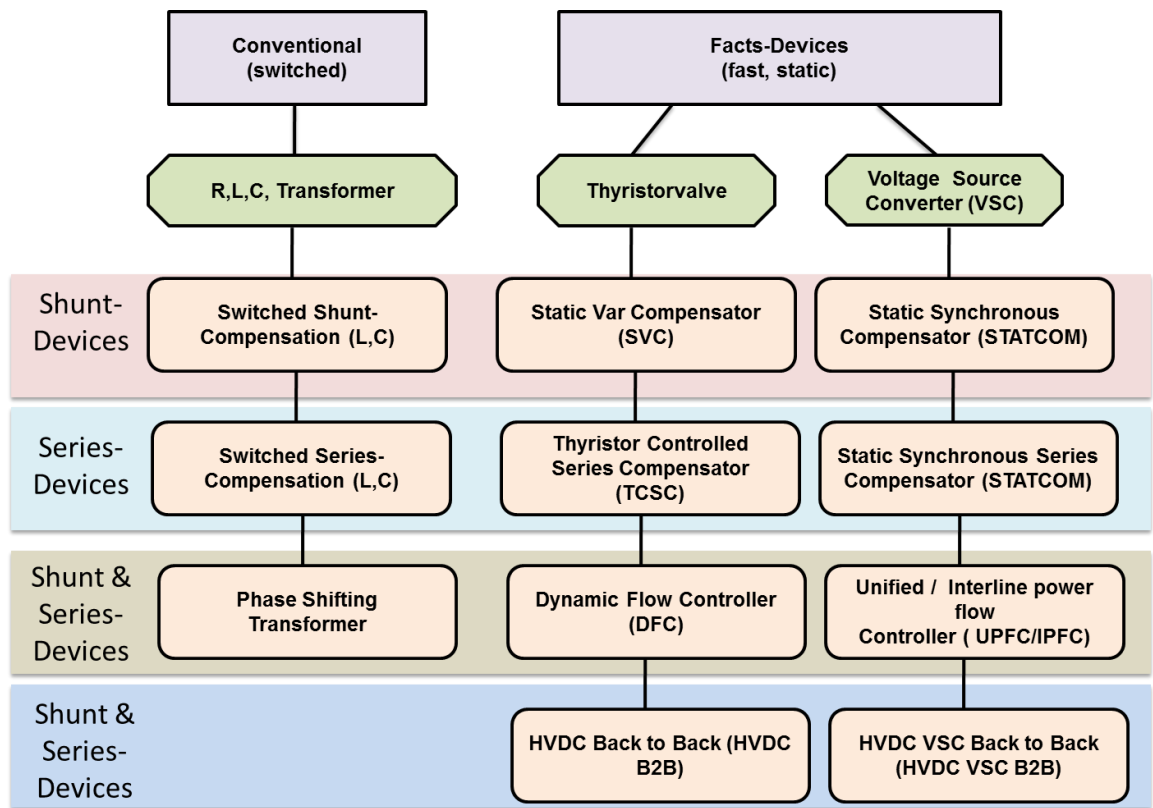 Conventional
(switched)
Facts-Devices
(fast, static)
R,L,C, Transformer
Thyristorvalve
Voltage Source
Converter (VSC)
Shunt-
Devices
Switched Shunt-
Compensation (L,C)
Static Var Compensator
(SVC)
Static Synchronous
Compensator (STATCOM)
Series-
Devices
Switched Series-
Compensation (L,C)
Thyristor Controlled
Series Compensator
(TCSC)
Static Synchronous Series
Compensator (STATCOM)
Shunt &
Series-
Devices
Phase Shifting
Transformer
Dynamic Flow Controller
(DFC)
Unified / Interline power
flow
Controller ( UPFC/IPFC)
Shunt &
Series-
Devices
HVDC Back to Back (HVDC
B2B)
HVDC VSC Back to Back
(HVDC VSC B2B)